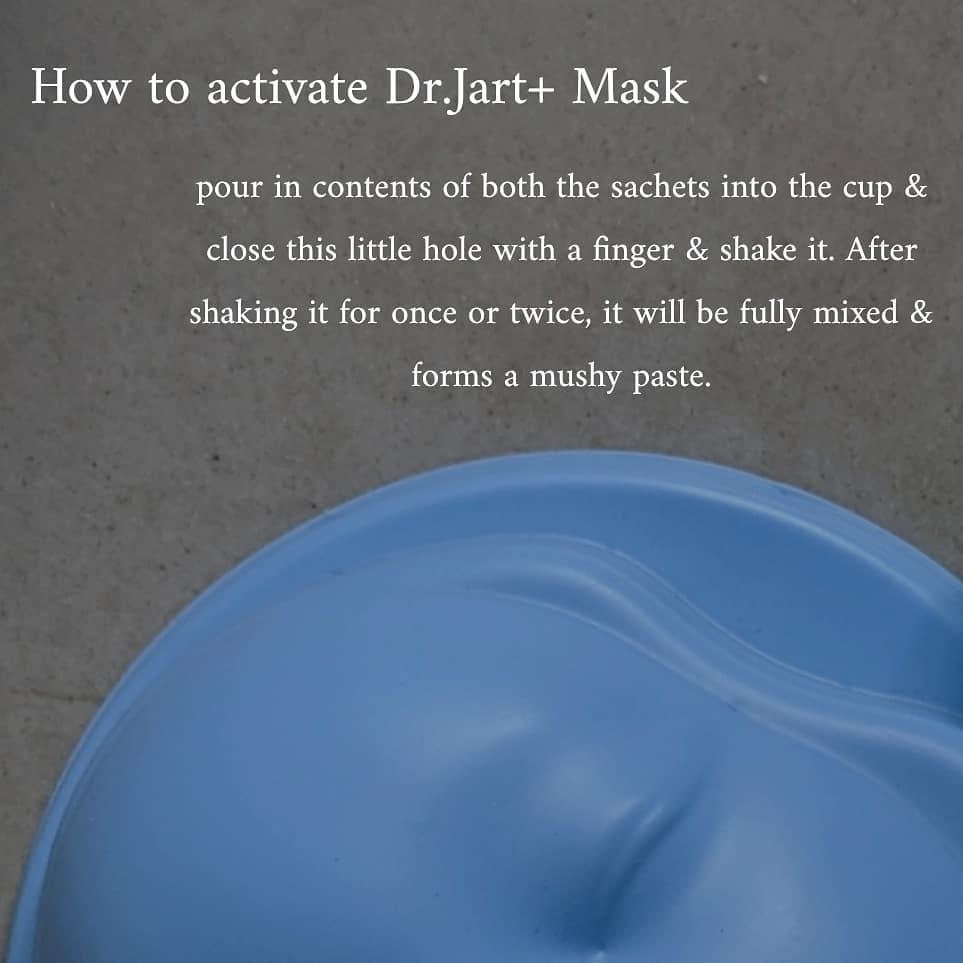 How to activate Dr.Jart+ Mask
pour in contents of both the sachets into the cup &
close this little hole with a finger & shake it. After
shaking it for once or twice, it will be fully mixed &
forms a mushy paste.